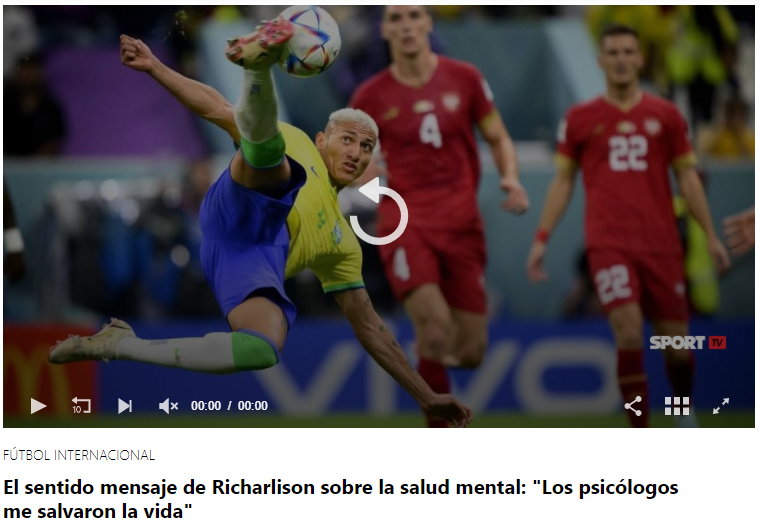 4
22
4
22
SPORT TV
VIVO
10
00:00 / 00:00
FÚTBOL INTERNACIONAL
El sentido mensaje de Richarlison sobre la salud mental: "Los psicólogos
me salvaron la vida"